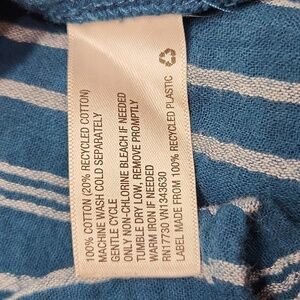 100% COTTON (20% RECYCLED COTTON)
MACHINE WASH COLD SEPARATELY
GENTLE CYCLE
ONLY NON-CHLORINE BLEACH IF NEEDED
TUMBLE DRY LOW, REMOVE PROMPTLY
WARM IRON IF NEEDED
RN17730 VN1343630
LABEL MADE FROM 100% RECYCLED PLASTIC